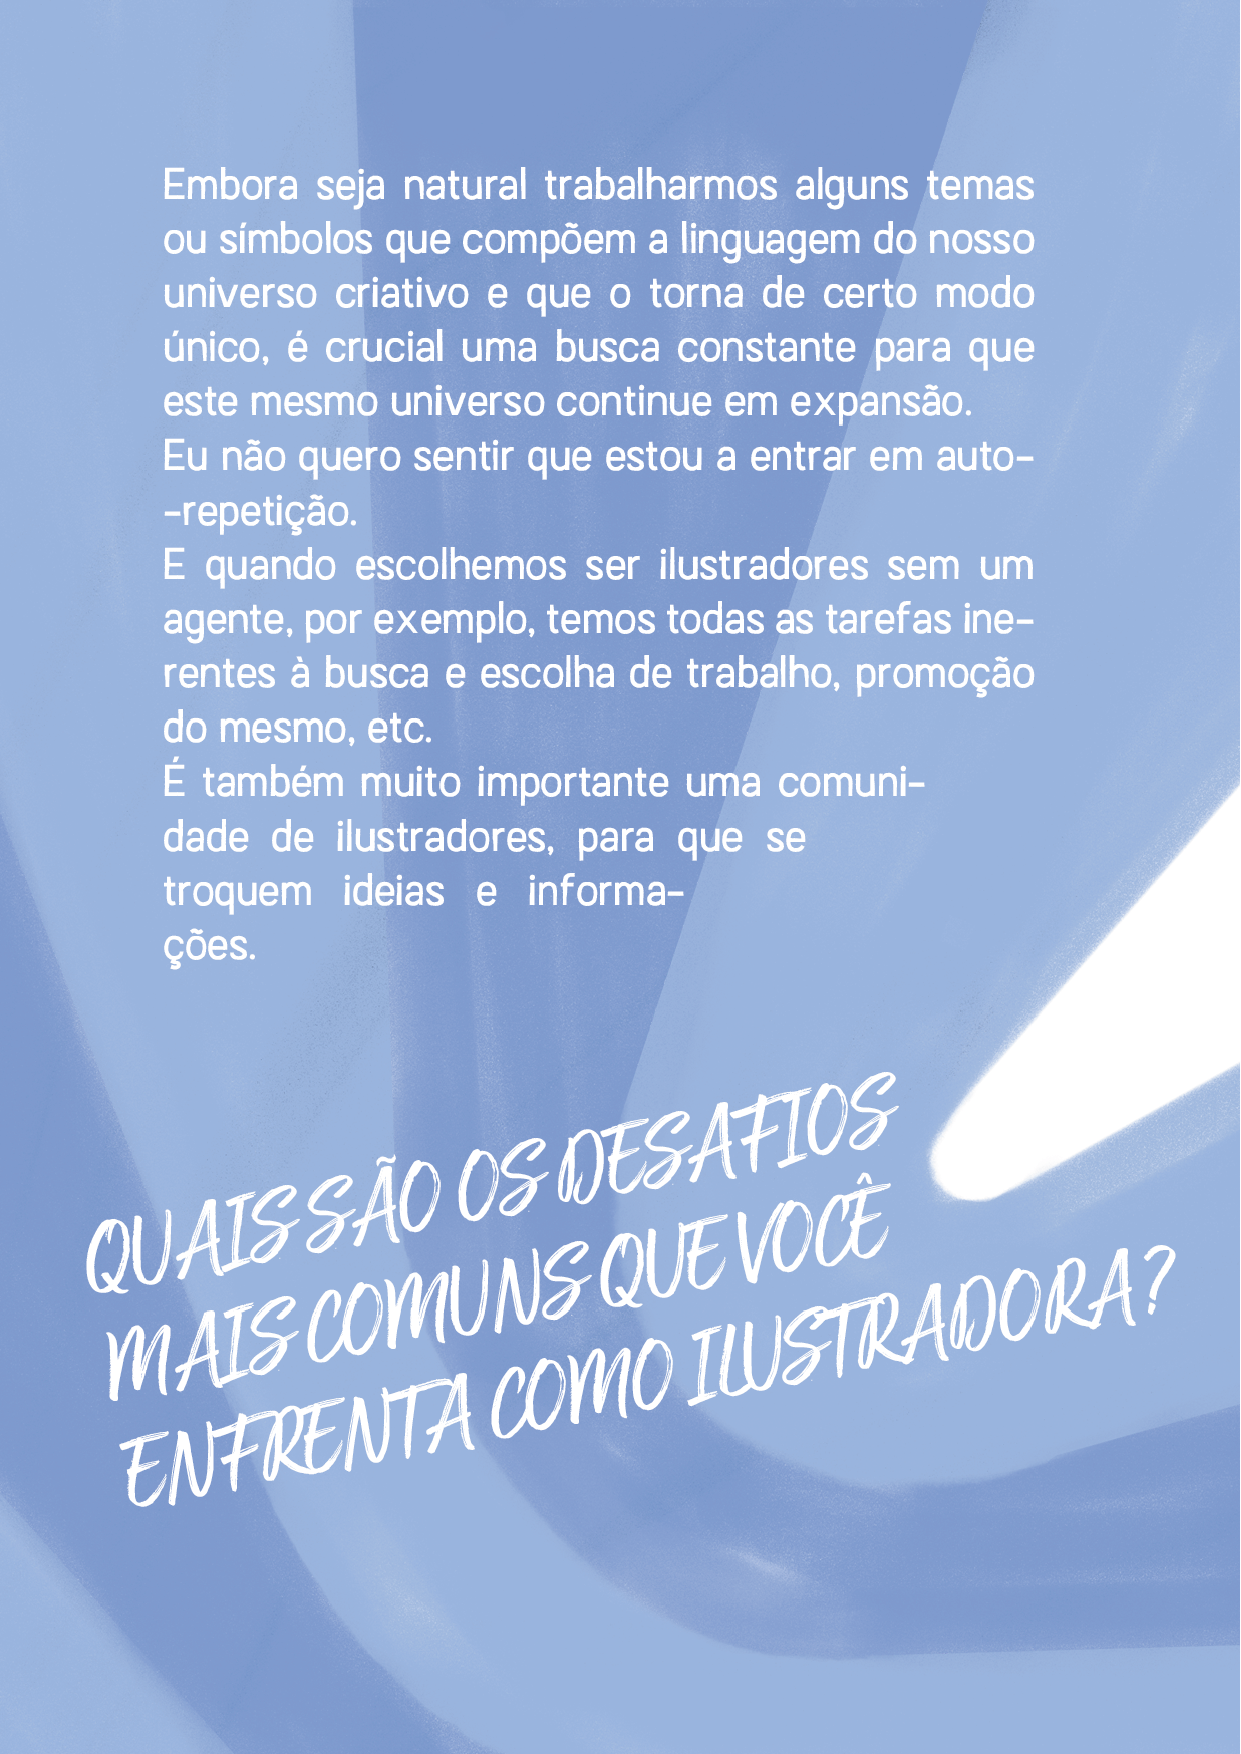 Embora seja natural trabalharmos alguns temas
ou símbolos que compõem a linguagem do nosso
universo criativo e que o torna de certo modo
único, é crucial uma busca constante para que
este mesmo universo continue em expansão.
Eu não quero sentir que estou a entrar em auto-
-repetição.
E quando escolhemos ser ilustradores sem um
agente, por exemplo, temos todas as tarefas ine-
rentes à busca e escolha de trabalho, promoção
do mesmo, etc.
É também muito importante uma comuni-
dade de ilustradores, para que se
troquem ideias e informa-
ções.
QUAIS SÃO OS DESAFIOS
MAIS COMUNS QUE VOCÊ
ENFRENTA COMO ILUSTRADORA?